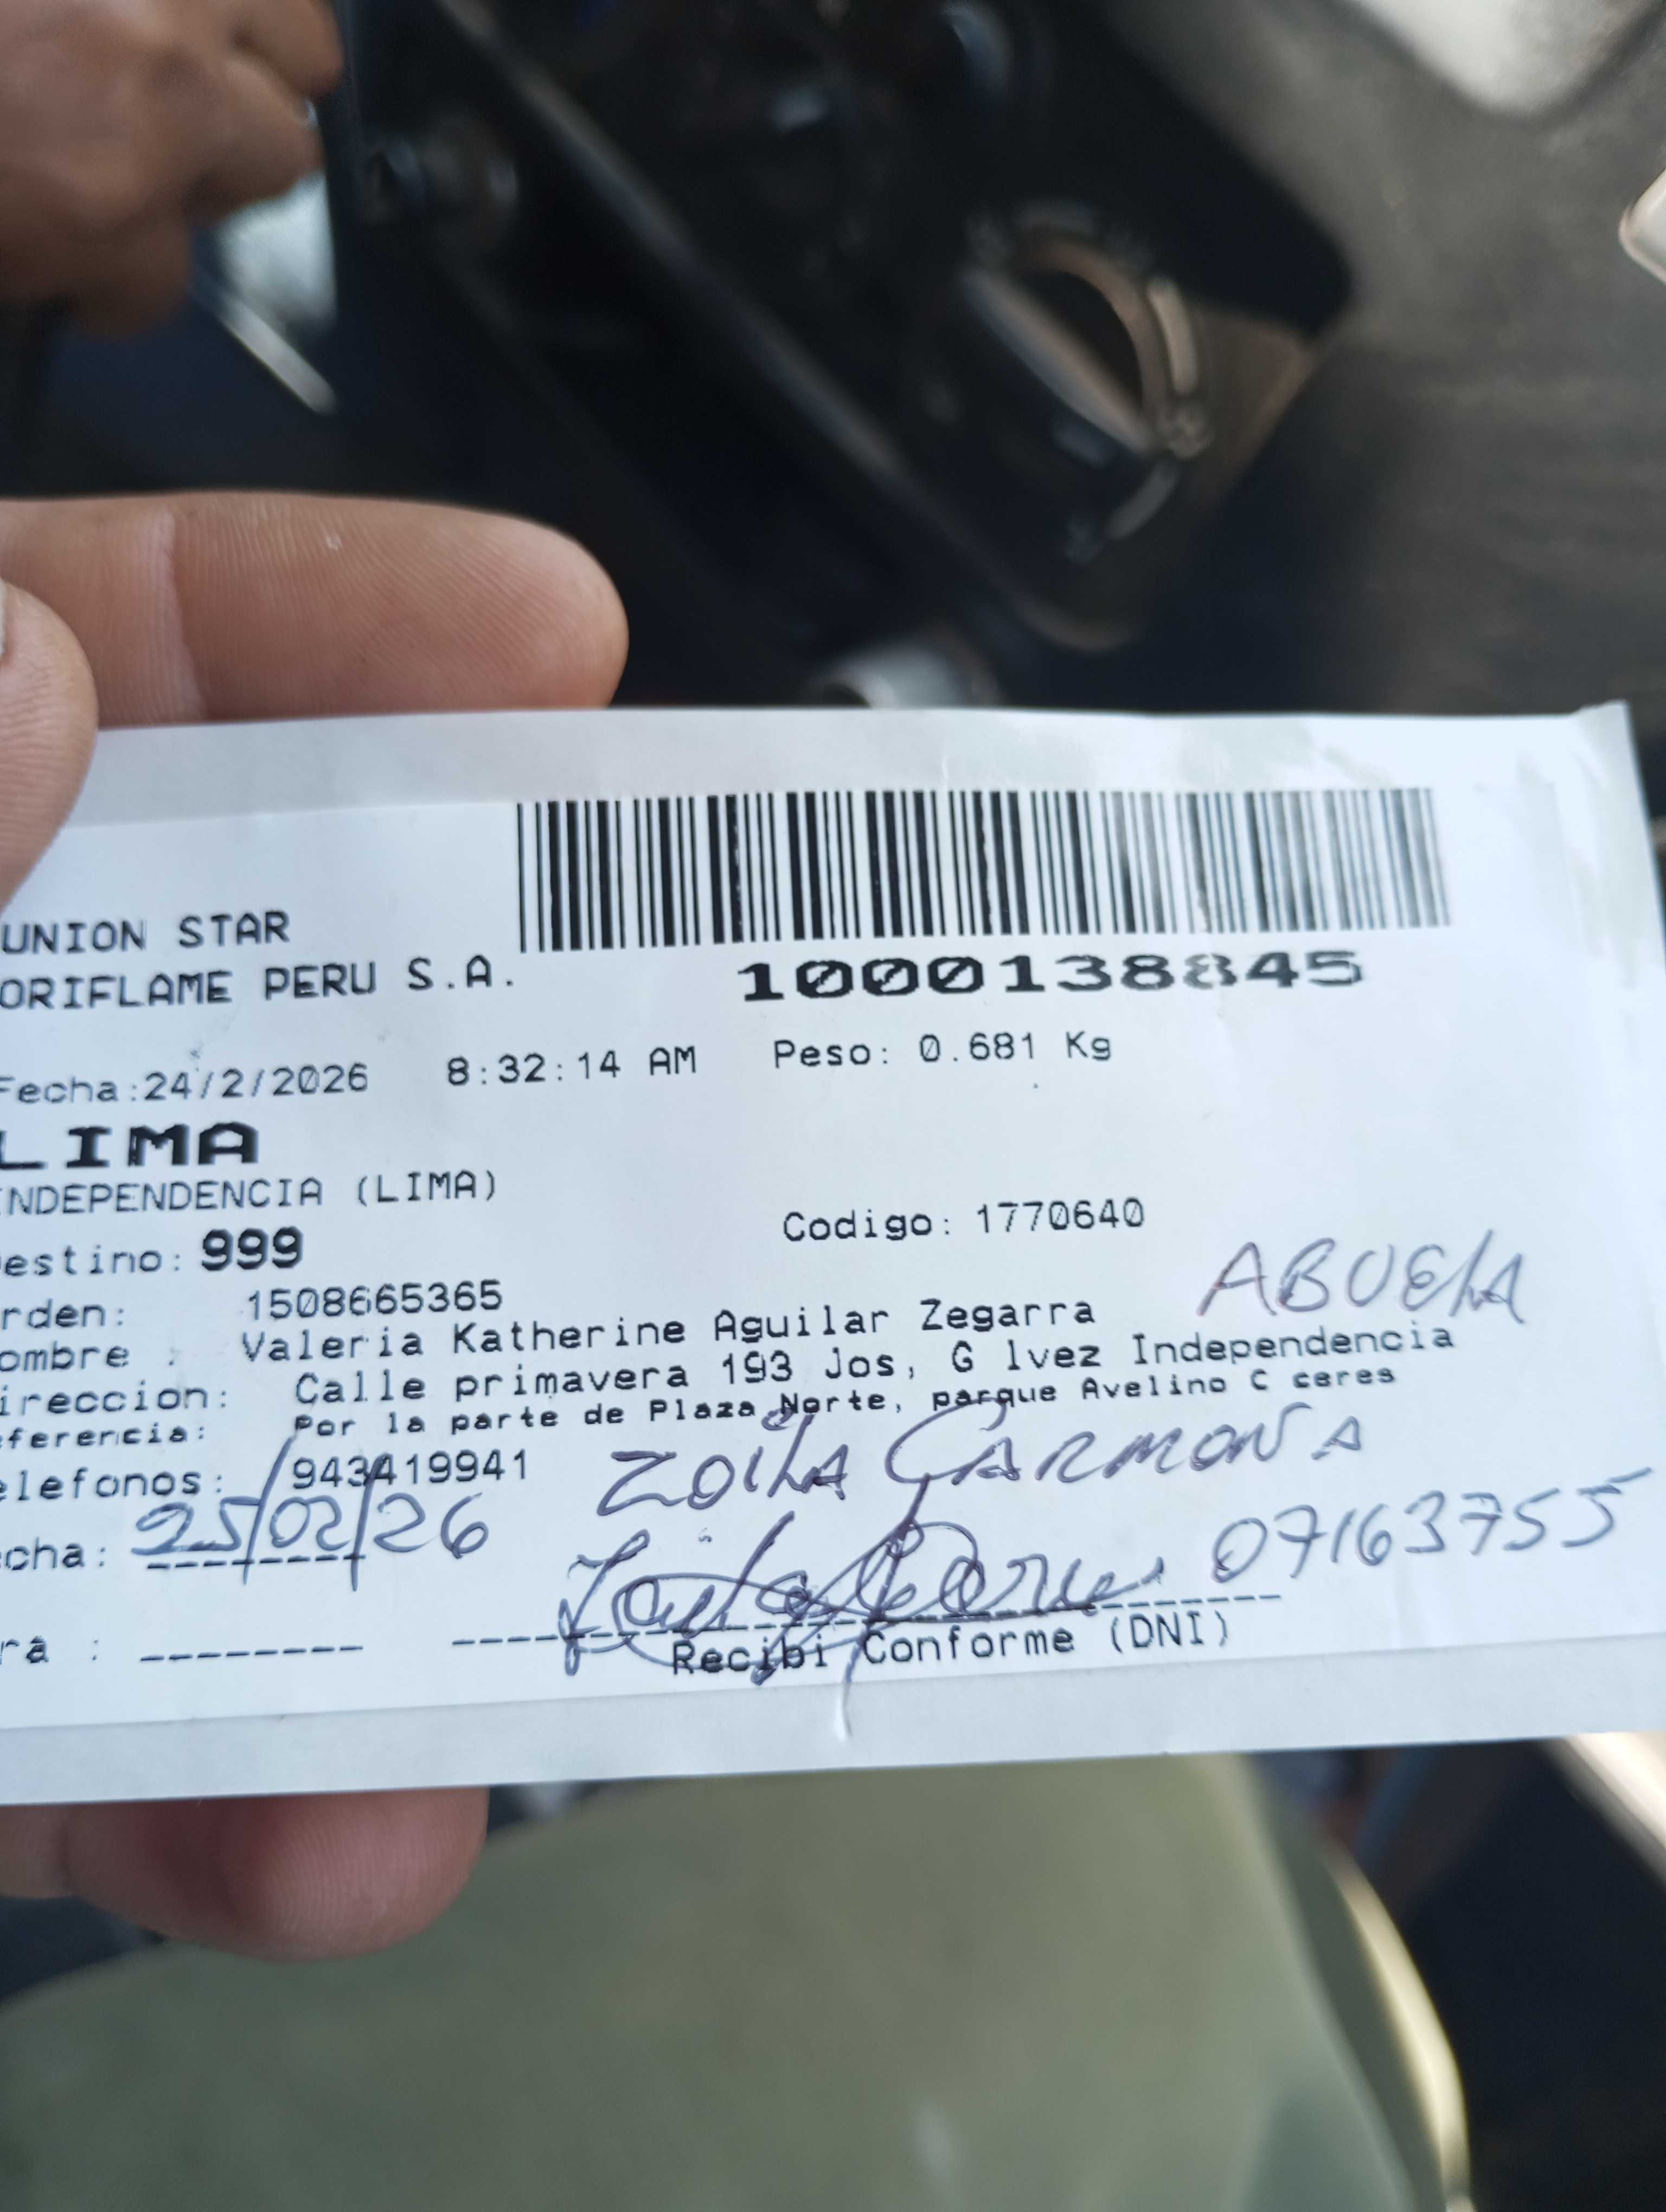 UNION STAR
ORIFLAME PERU S.A.
1000138845
Fecha:24/2/2026 8:32:14 AM Peso: 0.681 Kg
LIMA
INDEPENDENCIA (LIMA)
Codigo: 1770640
estino: 999
ABUELA
rden: 1508665365
ombre : Valeria Katherine Aguilar Zegarra
ireccion: Calle primavera 193 Jos, G lvez Independencia
eferencia: Por la parte de Plaza Norte, parque Avelino C ceres
elefonos: 943419941
ZOILA CARMONA
cha: 25/02/26
07163755
ra :
Recibi Conforme (DNI)